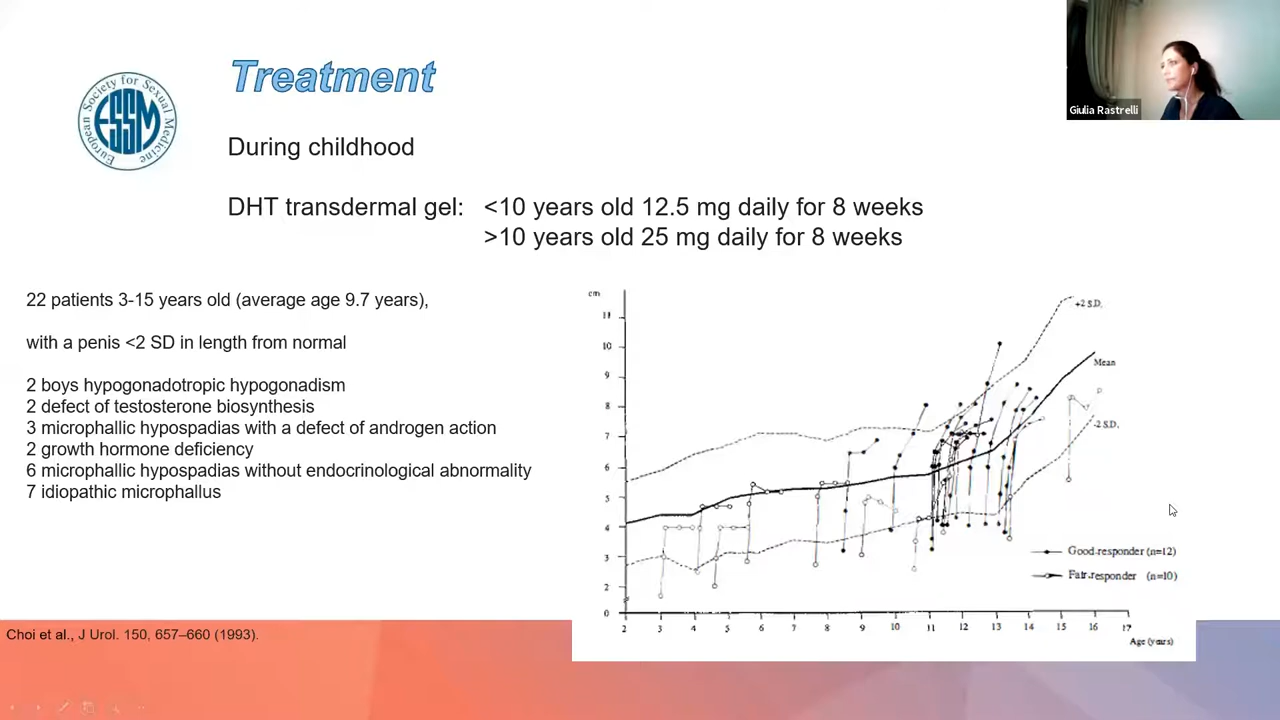 Treatment
European Society for Sexual Medicine
ESSM
Giulia Rastrelli
During childhood
DHT transdermal gel: <10 years old 12.5 mg daily for 8 weeks
>10 years old 25 mg daily for 8 weeks
22 patients 3-15 years old (average age 9.7 years),
with a penis <2 SD in length from normal
2 boys hypogonadotropic hypogonadism
2 defect of testosterone biosynthesis
3 microphallic hypospadias with a defect of androgen action
2 growth hormone deficiency
6 microphallic hypospadias without endocrinological abnormality
7 idiopathic microphallus
cm
11
10
9
8
7
6
5
4
3
2
0
+2 S.D.
Mean
-2 S.D.
Good responder (n=12)
Fair responder (n=10)
2 3 4 5 6 7 8 9 10 11 12 13 14 15 16 17
Age (years)
Choi et al., J Urol. 150, 657–660 (1993).